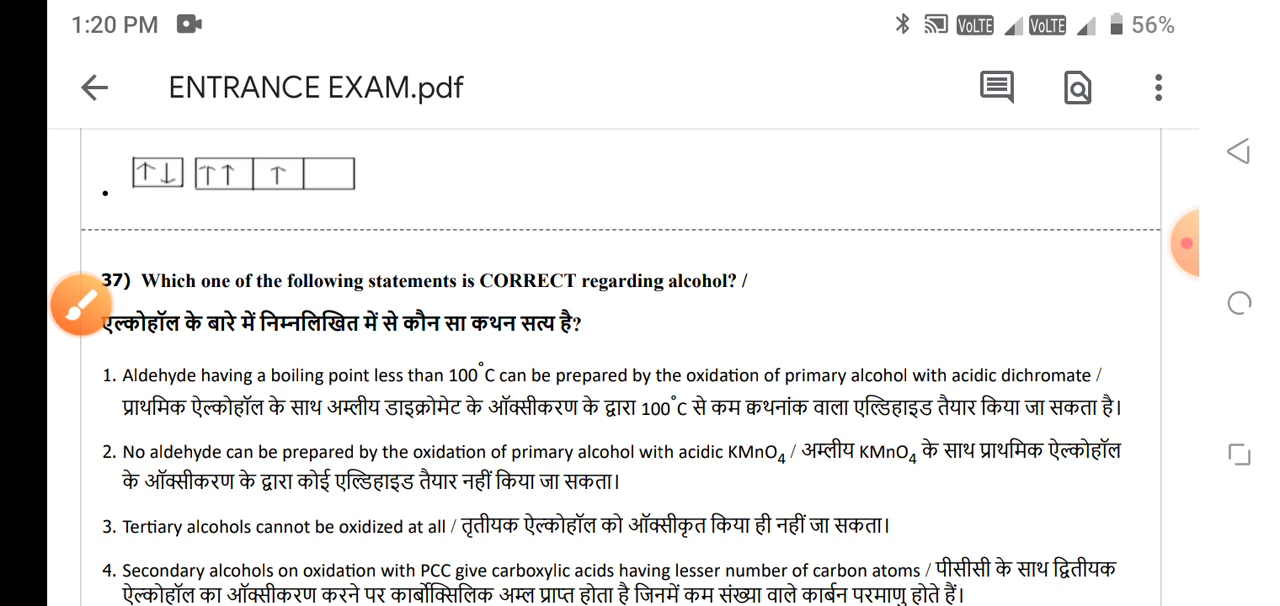 1:20 PM
VoLTE VoLTE 56%
ENTRANCE EXAM.pdf
37) Which one of the following statements is CORRECT regarding alcohol? /
एल्कोहॉल के बारे में निम्नलिखित में से कौन सा कथन सत्य है?
1. Aldehyde having a boiling point less than 100°C can be prepared by the oxidation of primary alcohol with acidic dichromate /
प्राथमिक ऐल्कोहॉल के साथ अम्लीय डाइक्रोमेट के ऑक्सीकरण के द्वारा 100°C से कम क्वथनांक वाला एल्डिहाइड तैयार किया जा सकता है।
2. No aldehyde can be prepared by the oxidation of primary alcohol with acidic KMnO₄ / अम्लीय KMnO₄ के साथ प्राथमिक ऐल्कोहॉल
के ऑक्सीकरण के द्वारा कोई एल्डिहाइड तैयार नहीं किया जा सकता।
3. Tertiary alcohols cannot be oxidized at all / तृतीयक ऐल्कोहॉल को ऑक्सीकृत किया ही नहीं जा सकता।
4. Secondary alcohols on oxidation with PCC give carboxylic acids having lesser number of carbon atoms / पीसीसी के साथ द्वितीयक
ऐल्कोहॉल का ऑक्सीकरण करने पर कार्बोक्सिलिक अम्ल प्राप्त होता है जिनमें कम संख्या वाले कार्बन परमाणु होते हैं।